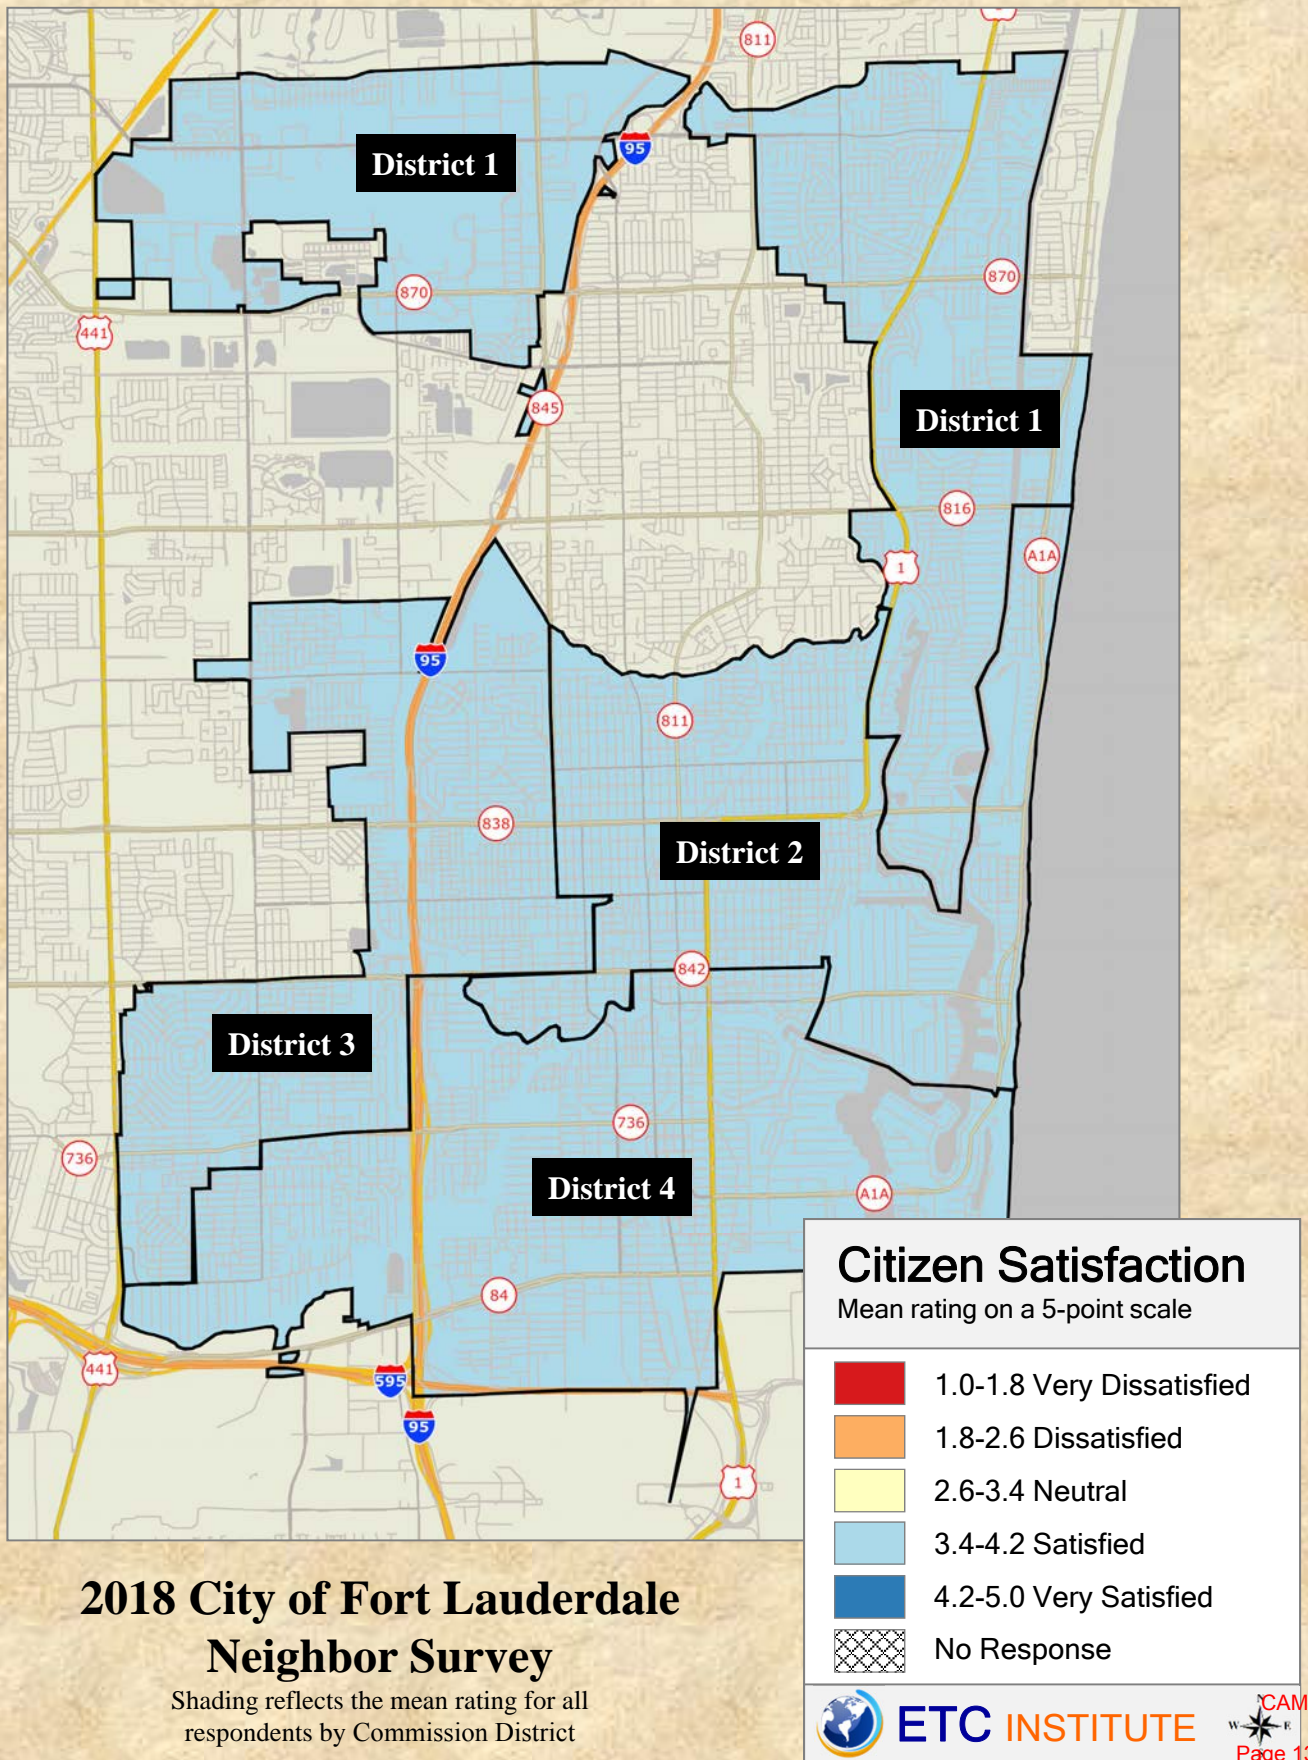 811
95
District 1
870
870
441
845
District 1
816
A1A
1
95
811
838
District 2
842
District 3
736
736
District 4
A1A
84
441
595
95
1
Citizen Satisfaction
Mean rating on a 5-point scale
1.0-1.8 Very Dissatisfied
1.8-2.6 Dissatisfied
2.6-3.4 Neutral
3.4-4.2 Satisfied
4.2-5.0 Very Satisfied
No Response
2018 City of Fort Lauderdale
Neighbor Survey
Shading reflects the mean rating for all
respondents by Commission District
ETC INSTITUTE
W E
CAM
Page 13